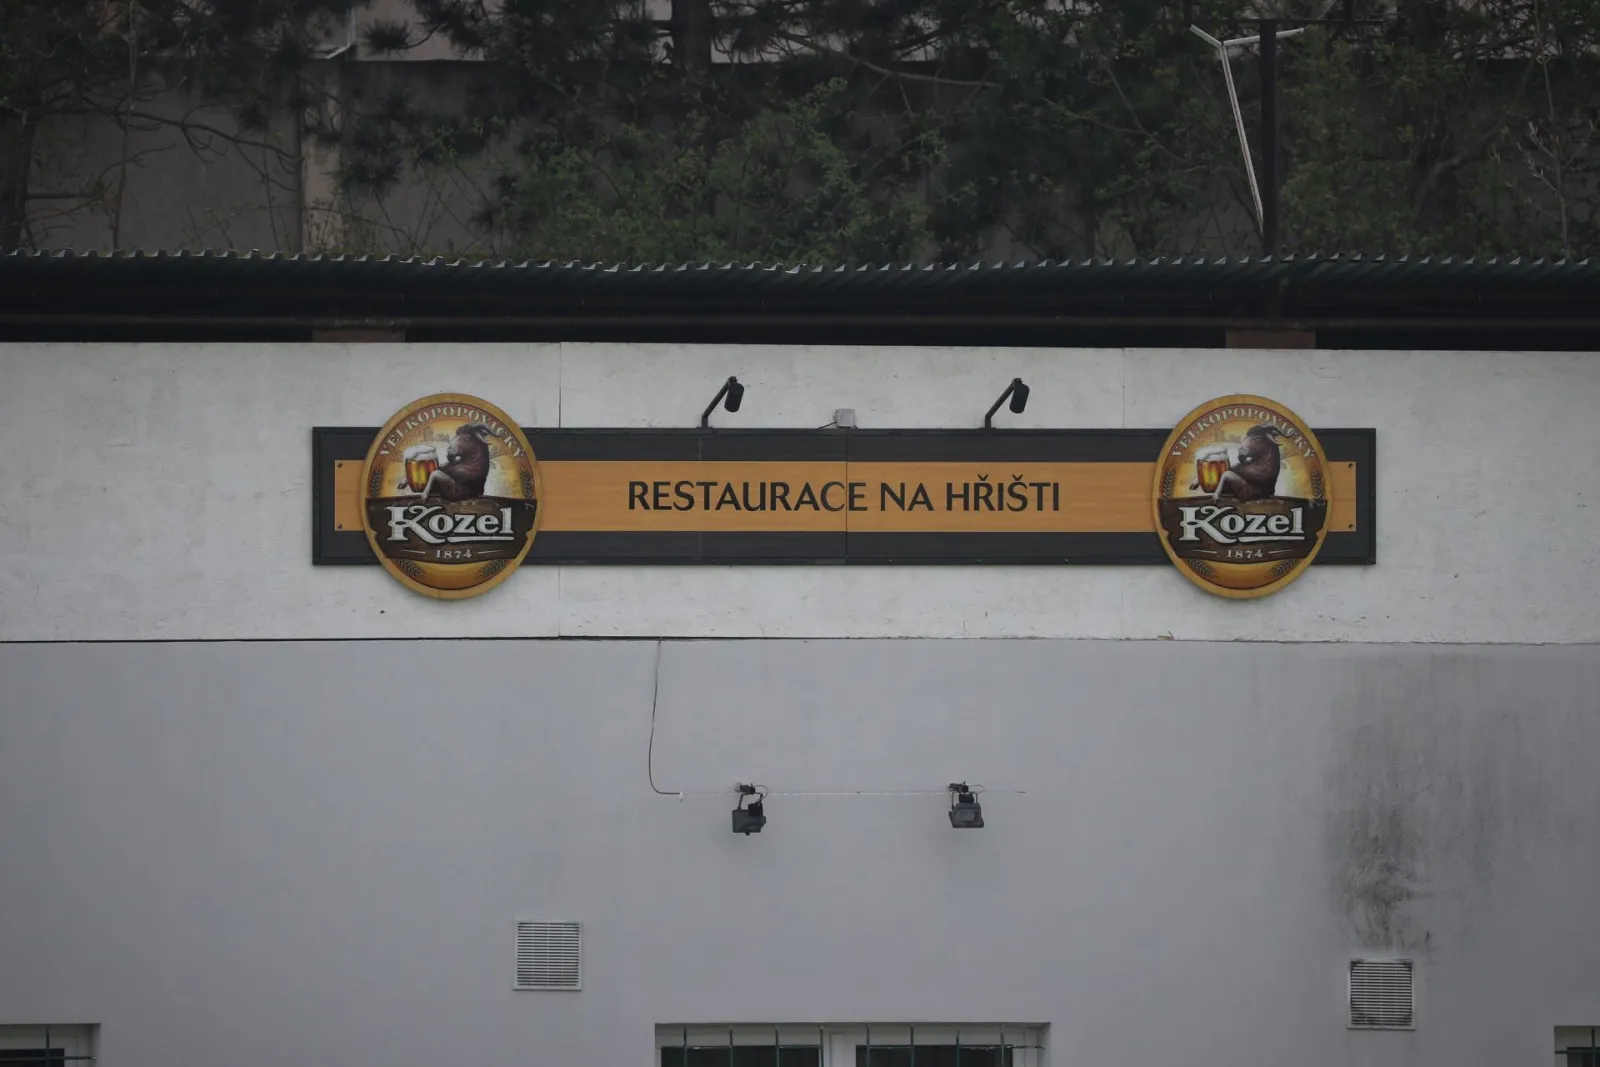 VELKOPOPOVICKÝ
Kozel
1874
RESTAURACE NA HŘIŠTI
VELKOPOPOVICKÝ
Kozel
1874